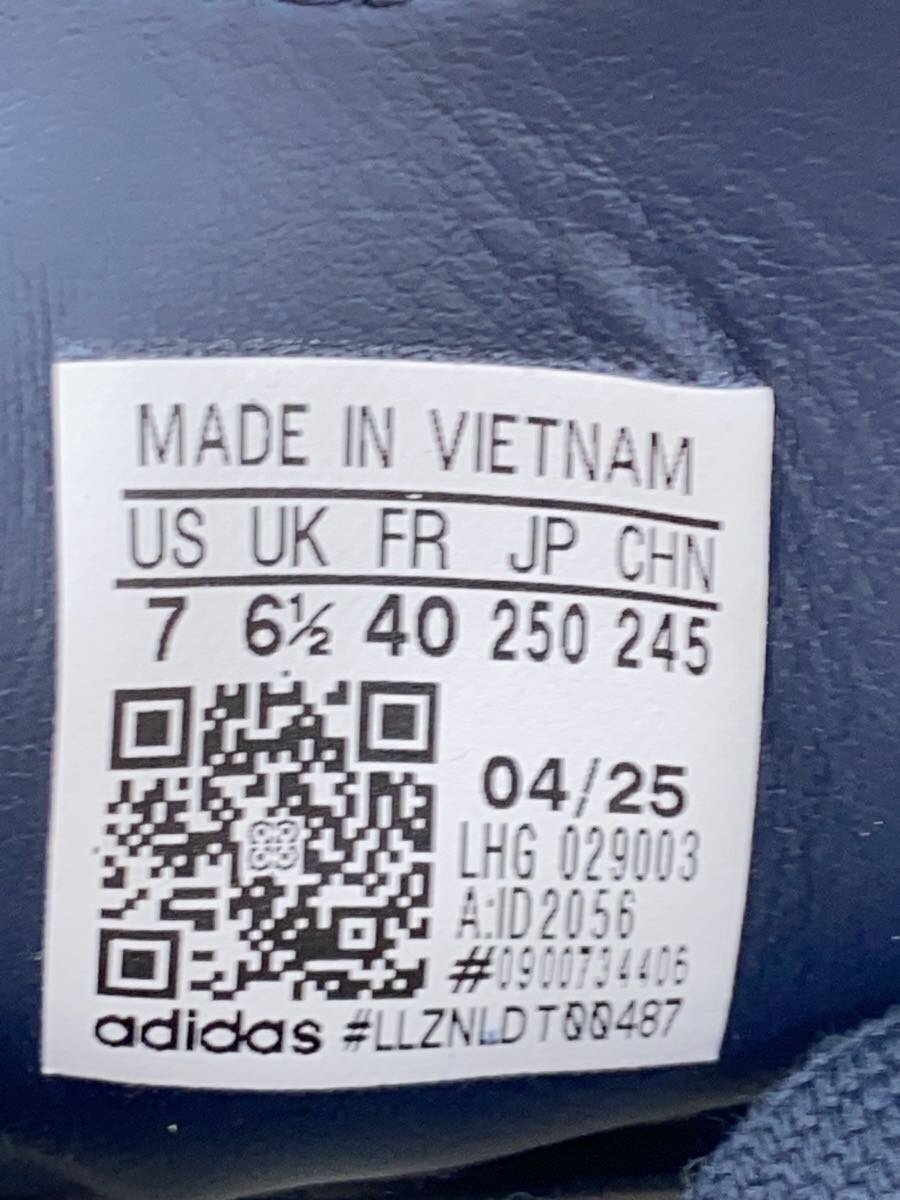 MADE IN VIETNAM
US UK FR JP CHN
7 6½ 40 250 245
04/25
LHG 029003
A:ID2056
#0900734406
adidas #LLZNLDT00487